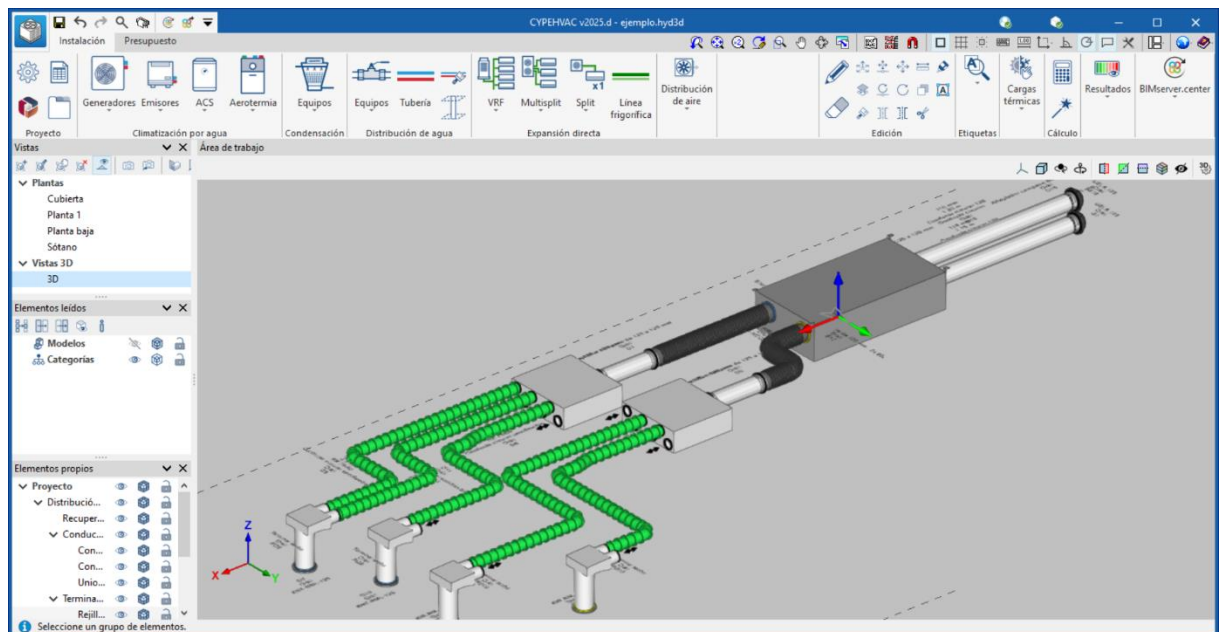 CYPEHVAC v2025.d - ejemplo.hyd3d
Instalación Presupuesto
Generadores Emisores ACS Aerotermia Equipos Equipos Tubería VRF Multisplit Split Línea frigorífica Distribución de aire Cargas térmicas Resultados BIMserver.center
x1
Proyecto Climatización por agua Condensación Distribución de agua Expansión directa Edición Etiquetas Cálculo
Vistas
Área de trabajo
Plantas
Cubierta
Planta 1
Planta baja
Sótano
Vistas 3D
3D
Elementos leídos
Modelos
Categorías
Elementos propios
Proyecto
Distribució...
Recuper...
Conduc...
Con...
Con...
Unio...
Termina...
Rejill...
Z
X
Y
Seleccione un grupo de elementos.